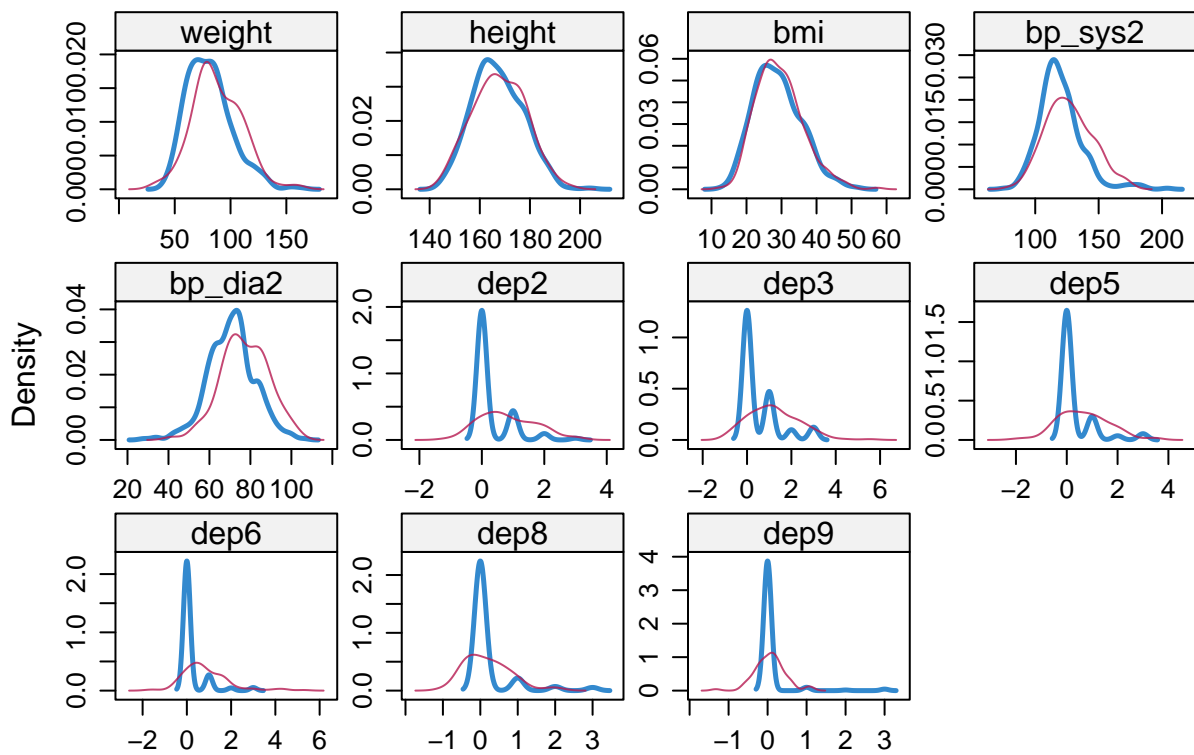 weight height bmi bp_sys2
0.000 0.010 0.020
0.00 0.02
0.00 0.03 0.06
0.000 0.015 0.030
50 100 150
140 160 180 200
10 20 30 40 50 60
100 150 200
bp_dia2 dep2 dep3 dep5
Density
0.00 0.02 0.04
0.0 1.0 2.0
0.0 0.5 1.0
0.0 0.5 1.0 1.5
20 40 60 80 100
−2 0 2 4
−2 0 2 4 6
−2 0 2 4
dep6 dep8 dep9
0.0 1.0 2.0
0.0 1.0 2.0
0 1 2 3 4
−2 0 2 4 6
−1 0 1 2 3
−1 0 1 2 3